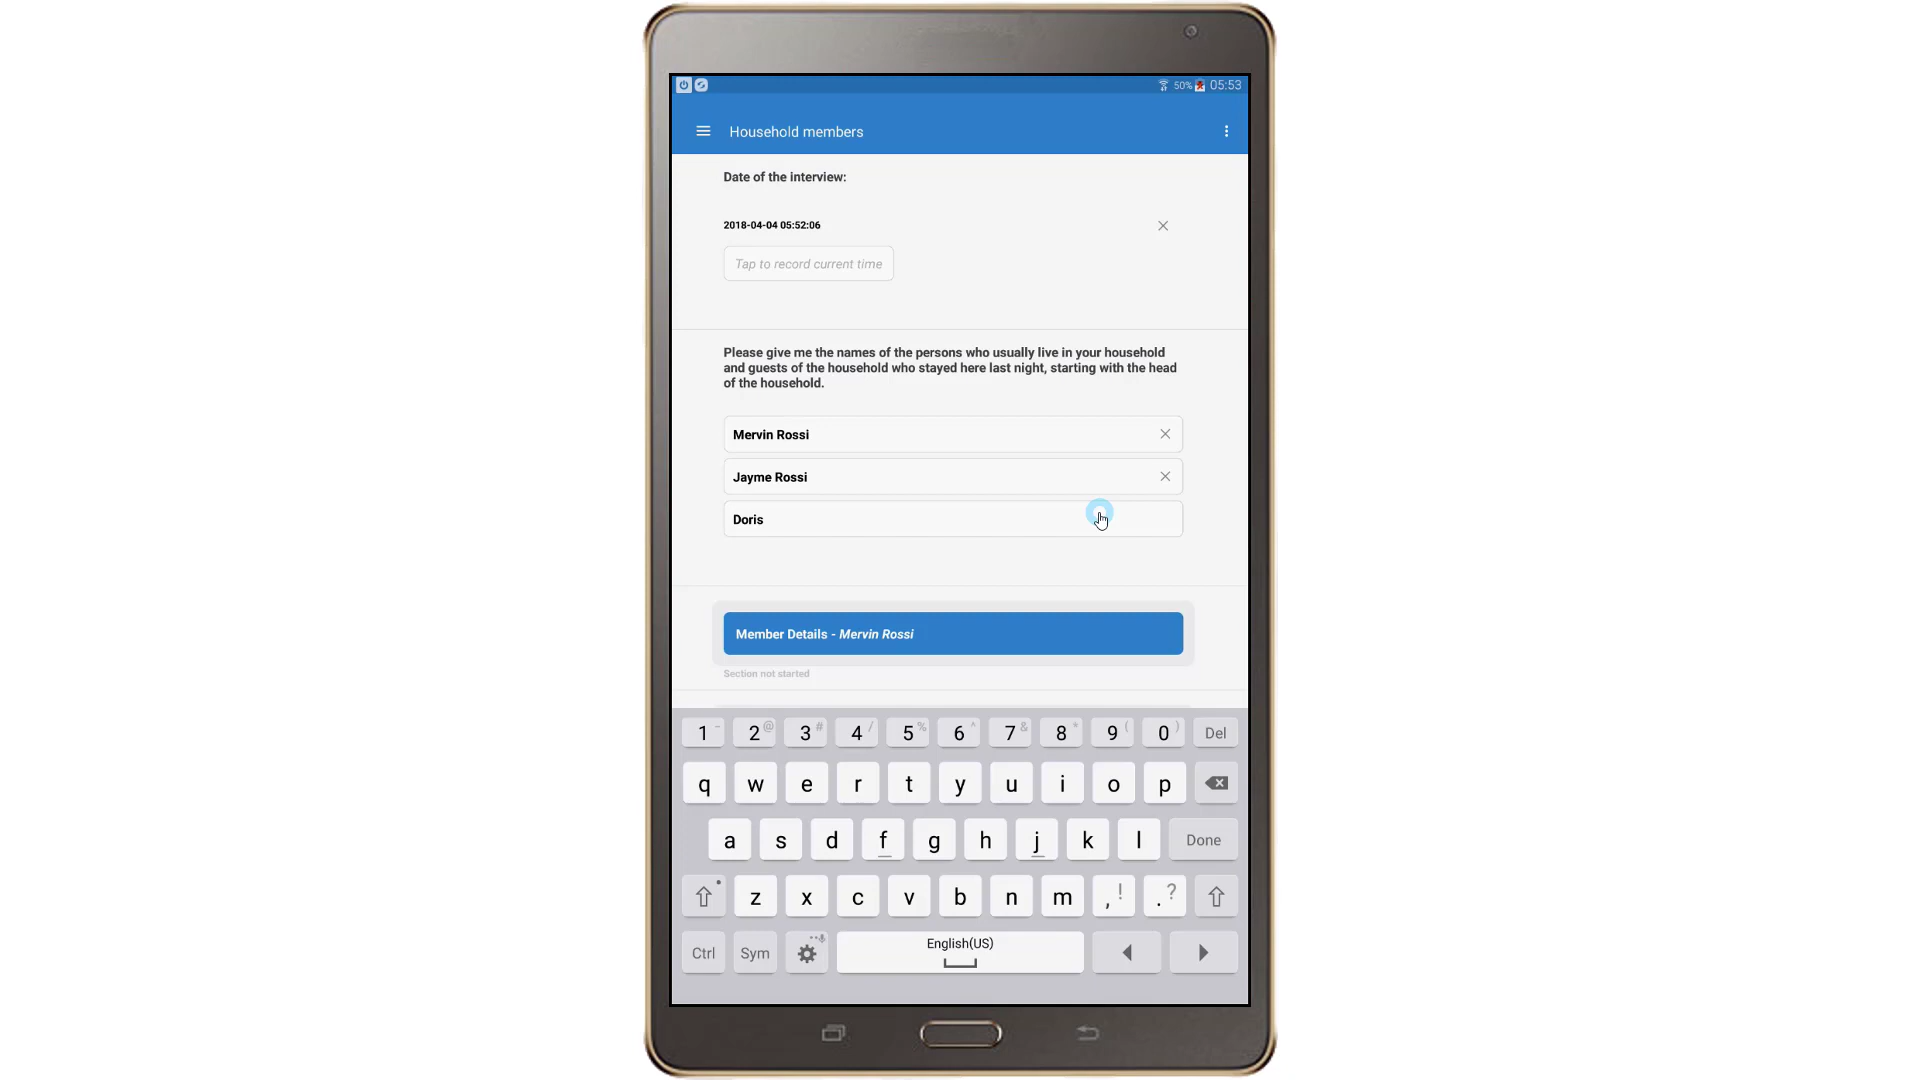 50% 05:53
Household members
Date of the interview:
2018-04-04 05:52:06
Tap to record current time
Please give me the names of the persons who usually live in your household
and guests of the household who stayed here last night, starting with the head
of the household.
Mervin Rossi
Jayme Rossi
Doris
Member Details - Mervin Rossi
Section not started
1 - 2 @ 3 # 4 / 5 % 6 ^ 7 & 8 * 9 ( 0 ) Del
q w e r t y u i o p
a s d f g h j k l Done
z x c v b n m , ! . ?
Ctrl Sym English(US)